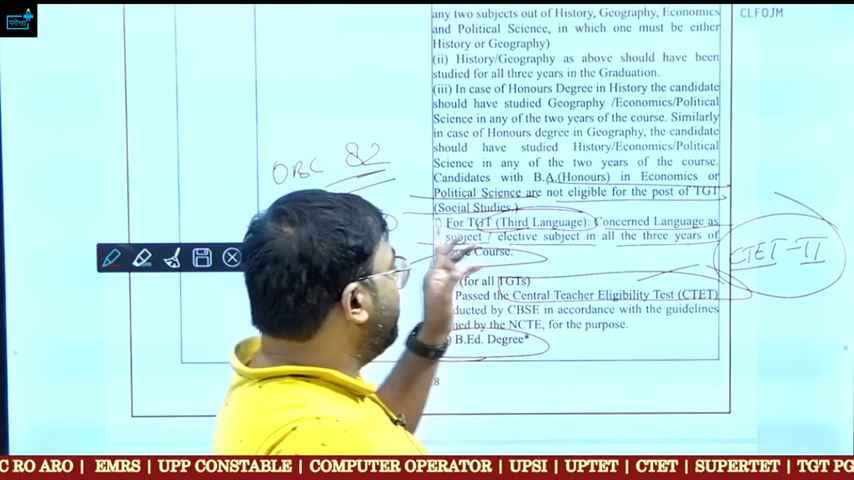 परीक्षा
any two subjects out of History, Geography, Economics
CLFOJM
and Political Science, in which one must be either
History or Geography)
(ii) History/Geography as above should have been
studied for all three years in the Graduation.
(iii) In case of Honours Degree in History the candidate
should have studied Geography /Economics/Political
Science in any of the two years of the course. Similarly
in case of Honours degree in Geography, the candidate
should have studied History/Economics/Political
Science in any of the two years of the course.
Candidates with B.A.(Honours) in Economics or
Political Science are not eligible for the post of TGT
(Social Studies.)
OBC 82
For TGT (Third Language): Concerned Language as
subject / elective subject in all the three years of
Course.
CTET-II
(for all TGTs)
Passed the Central Teacher Eligibility Test (CTET)
ducted by CBSE in accordance with the guidelines
ned by the NCTE, for the purpose.
) B.Ed. Degree*
8
C RO ARO | EMRS | UPP CONSTABLE | COMPUTER OPERATOR | UPSI | UPTET | CTET | SUPERTET | TGT PG